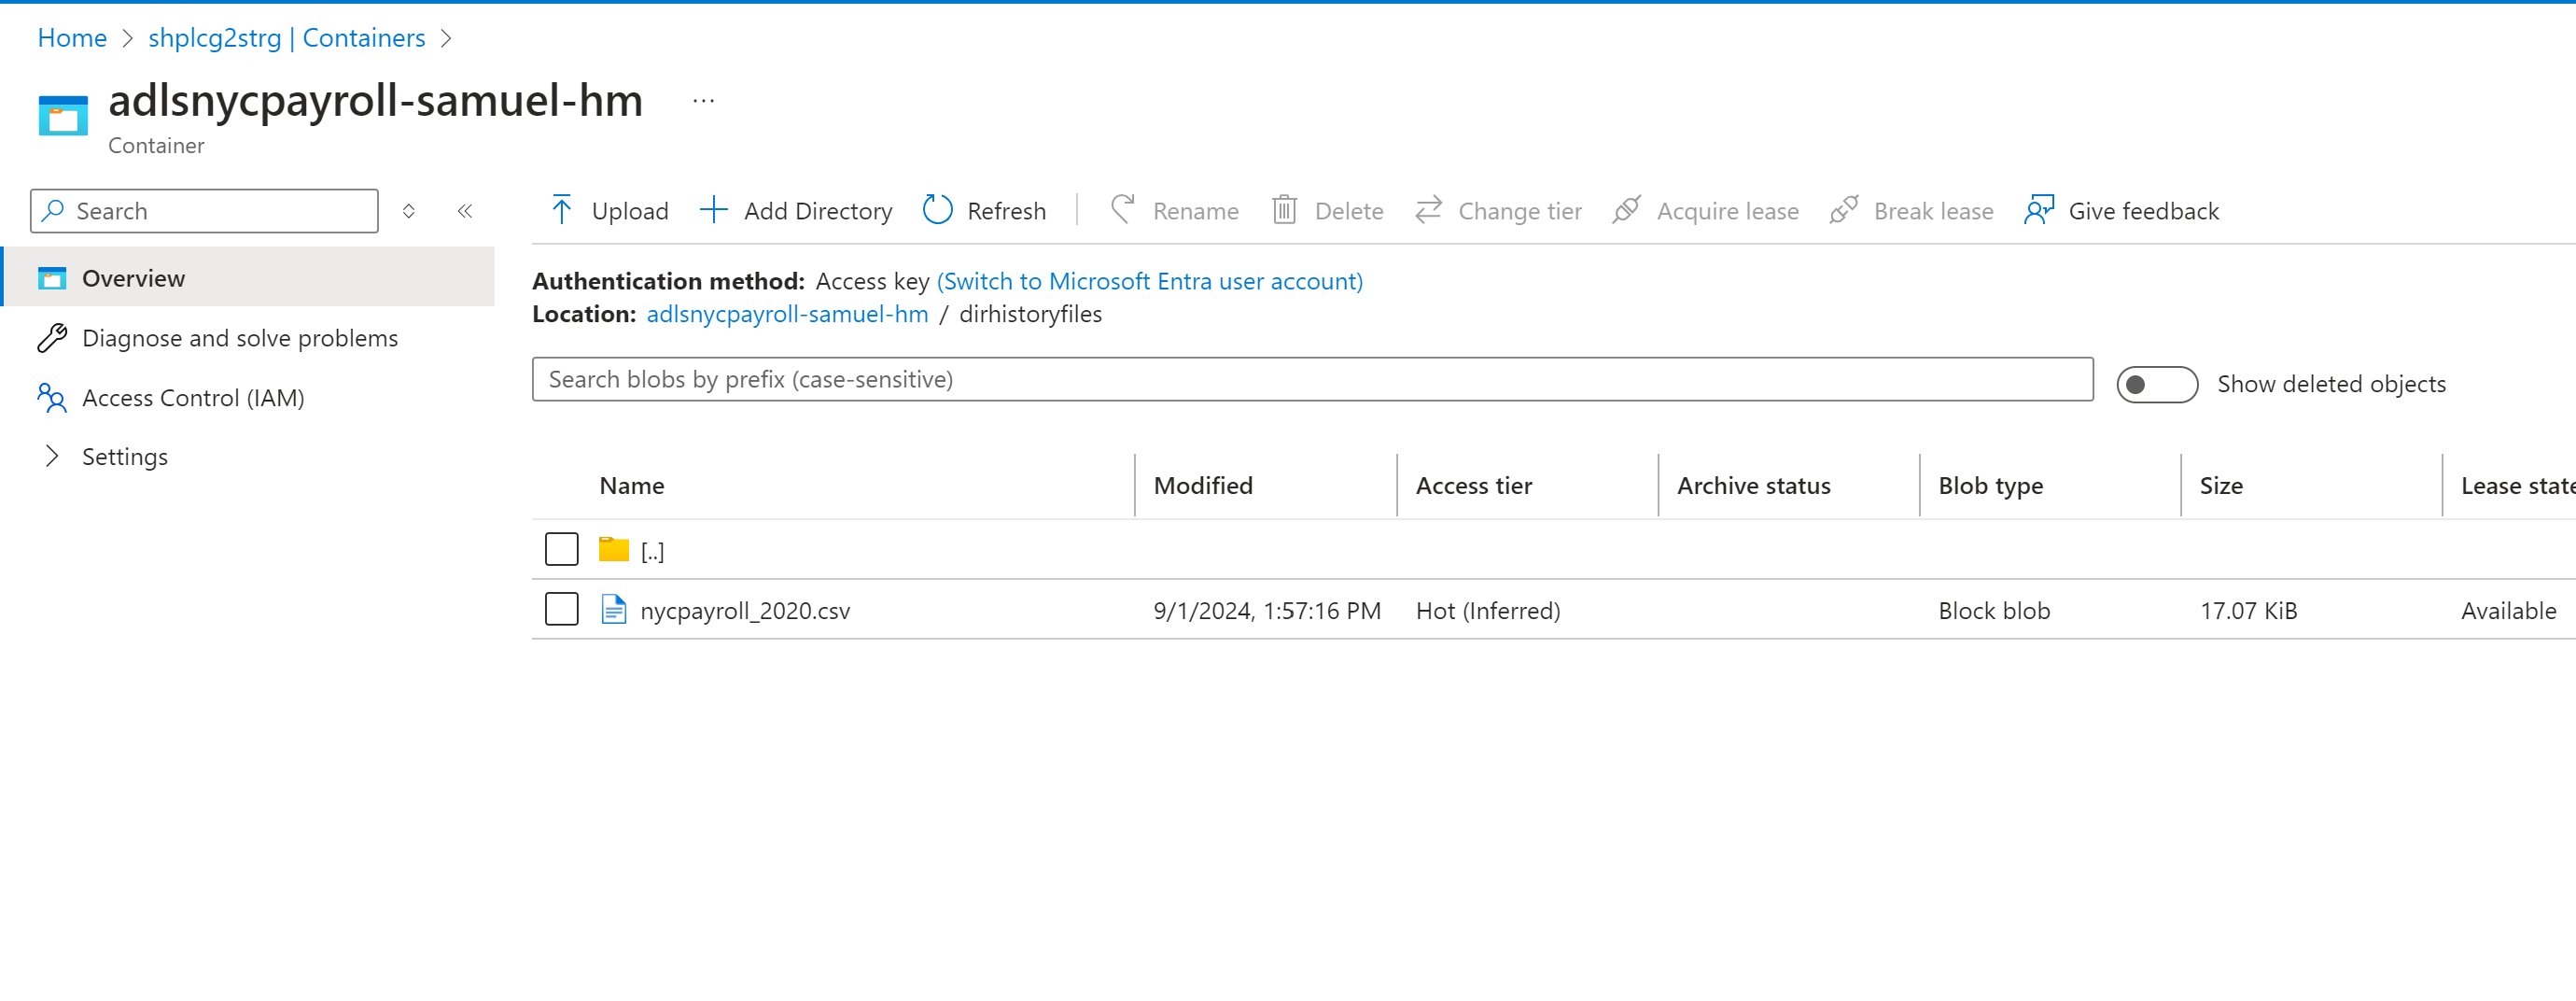 Home > shplcg2strg | Containers >
adlsnycpayroll-samuel-hm ...
Container
Search
Upload Add Directory Refresh Rename Delete Change tier Acquire lease Break lease Give feedback
Overview
Diagnose and solve problems
Access Control (IAM)
Settings
Authentication method: Access key (Switch to Microsoft Entra user account)
Location: adlsnycpayroll-samuel-hm / dirhistoryfiles
Search blobs by prefix (case-sensitive)
Show deleted objects
Name Modified Access tier Archive status Blob type Size Lease state
[..]
nycpayroll_2020.csv 9/1/2024, 1:57:16 PM Hot (Inferred) Block blob 17.07 KiB Available